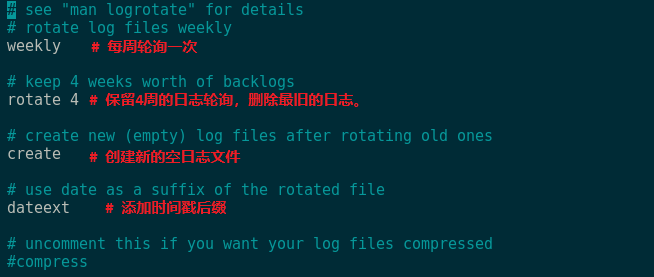 # see "man logrotate" for details
# rotate log files weekly
weekly # 每周轮询一次
# keep 4 weeks worth of backlogs
rotate 4 # 保留4周的日志轮询，删除最旧的日志。
# create new (empty) log files after rotating old ones
create # 创建新的空日志文件
# use date as a suffix of the rotated file
dateext # 添加时间戳后缀
# uncomment this if you want your log files compressed
#compress